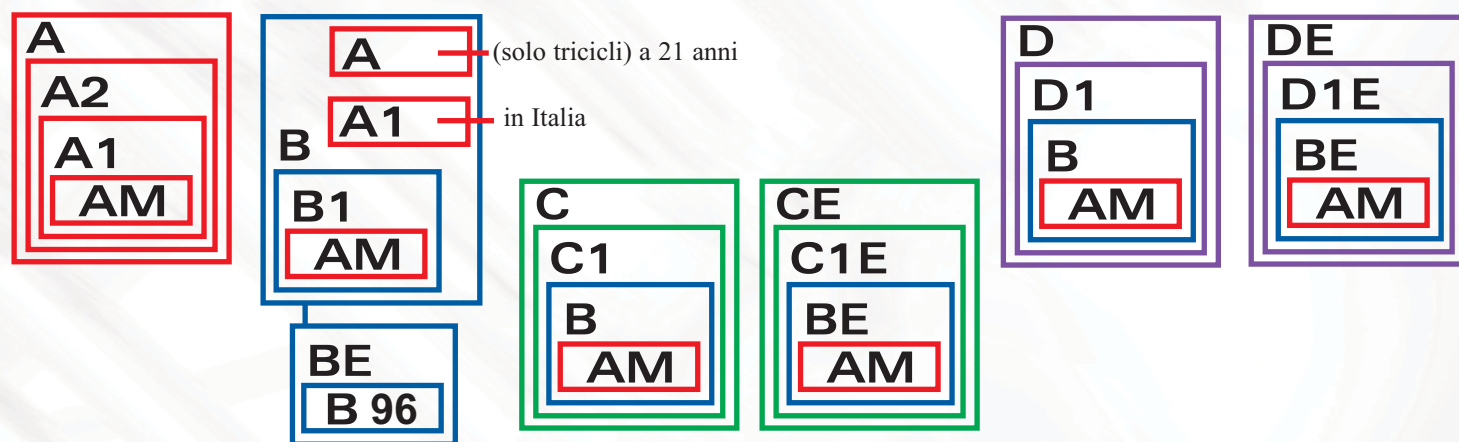 A
A2
A1
AM
A (solo tricicli) a 21 anni
A1 in Italia
B
B1
AM
BE
B 96
C
C1
B
AM
CE
C1E
BE
AM
D
D1
B
AM
DE
D1E
BE
AM